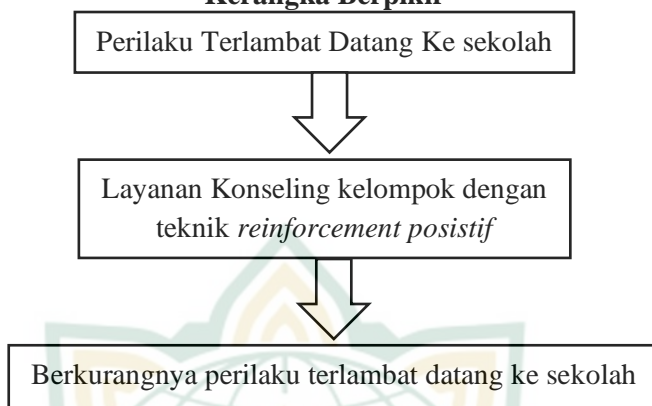 Kerangka Berpikir
Perilaku Terlambat Datang Ke sekolah
Layanan Konseling kelompok dengan
teknik reinforcement posistif
Berkurangnya perilaku terlambat datang ke sekolah